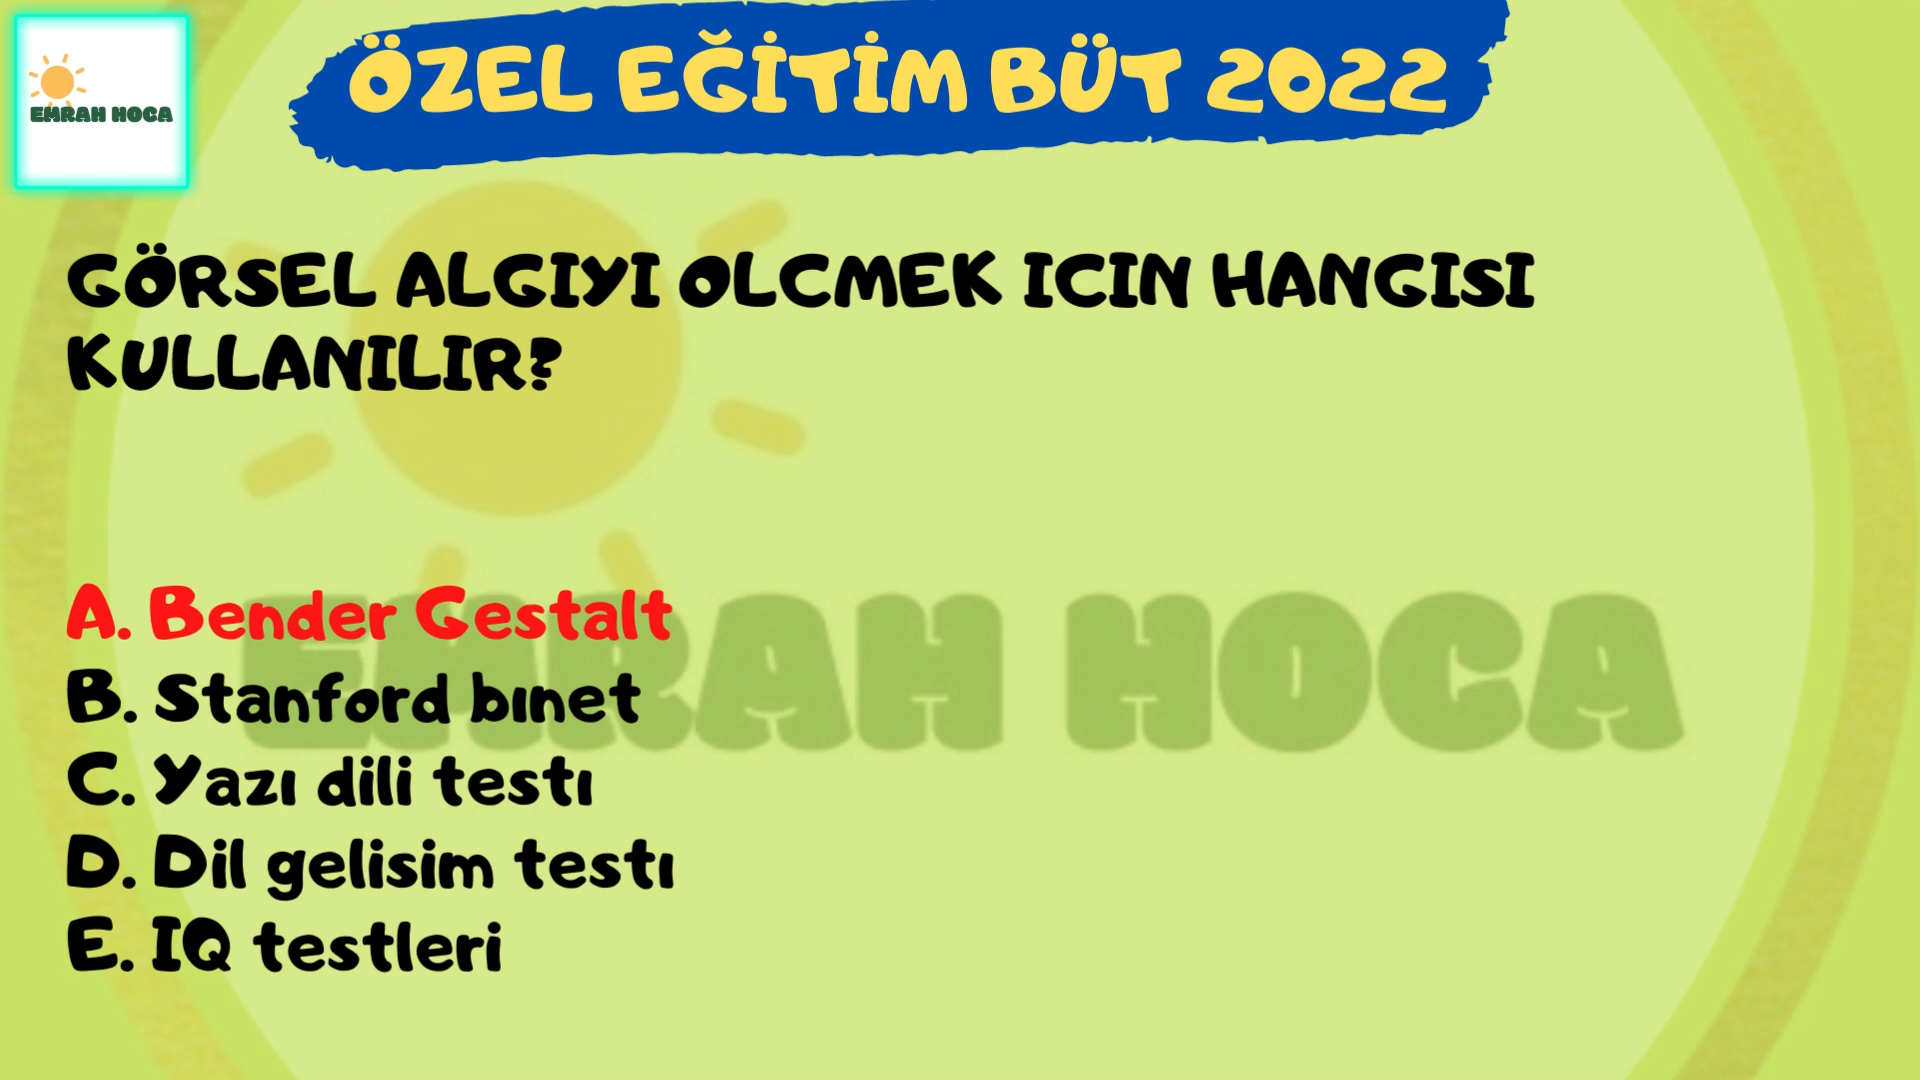 ÖZEL EĞİTİM BÜT 2022
EMRAH HOCA
GÖRSEL ALGIYI OLCMEK ICIN HANGISI
KULLANILIR?
A. Bender Gestalt
B. Stanford bınet
C. Yazı dili testı
D. Dil gelisim testı
E. IQ testleri
EMRAH HOCA